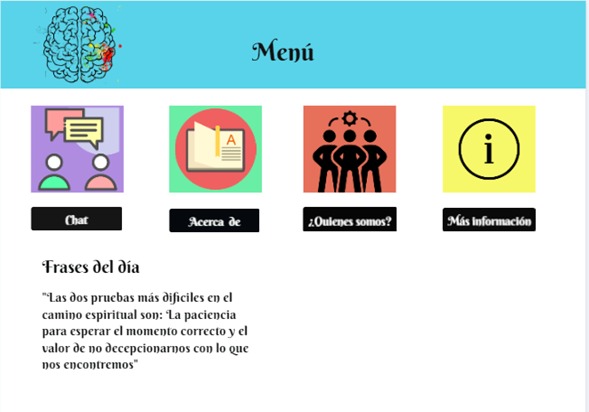 Menú
A
i
Chat
Acerca de
¿Quienes somos?
Más información
Frases del día
"Las dos pruebas más dificiles en el
camino espiritual son: La paciencia
para esperar el momento correcto y el
valor de no decepcionarnos con lo que
nos encontremos"